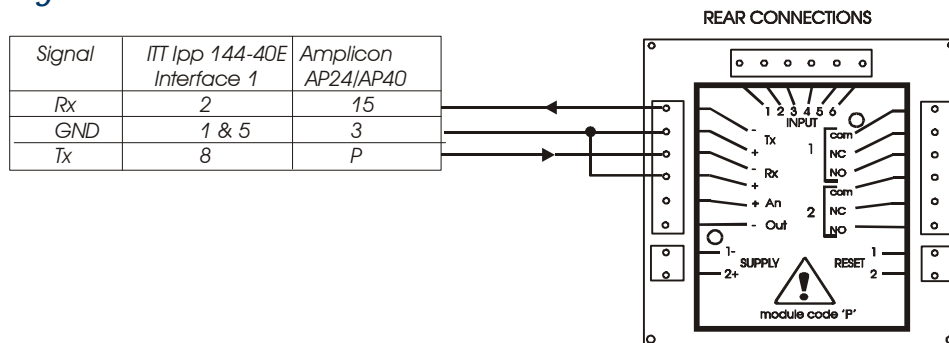 REAR CONNECTIONS
Signal ITT Ipp 144-40E Amplicon
Interface 1 AP24/AP40
Rx 2 15
GND 1 & 5 3
Tx 8 P
1 2 3 4 5 6
INPUT
- Tx
+
- Rx
+
+ An
- Out
1 com
NC
NO
2 com
NC
NO
1-
SUPPLY
2+
RESET 1
2
!
module code 'P'